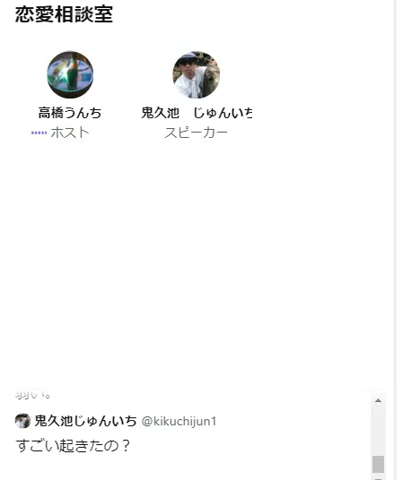 恋愛相談室
高橋うんち
鬼久池　じゅんいち
ホスト
スピーカー
鬼久池じゅんいち @kikuchijun1
すごい起きたの？